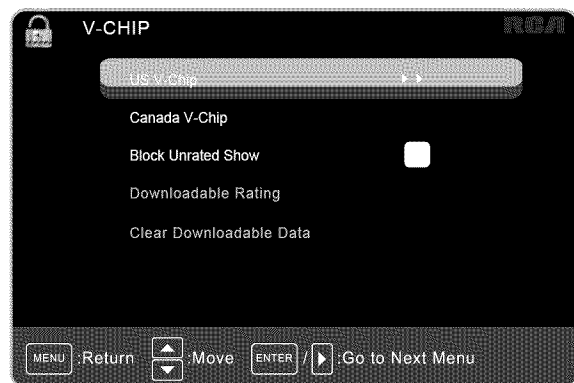 V-CHIP
RCA
US V-Chip
Canada V-Chip
Block Unrated Show
Downloadable Rating
Clear Downloadable Data
MENU :Return :Move ENTER / :Go to Next Menu